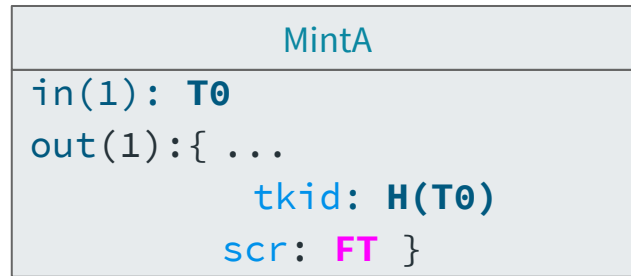 MintA
in(1): T0
out(1):{ ...
tkid: H(T0)
scr: FT }